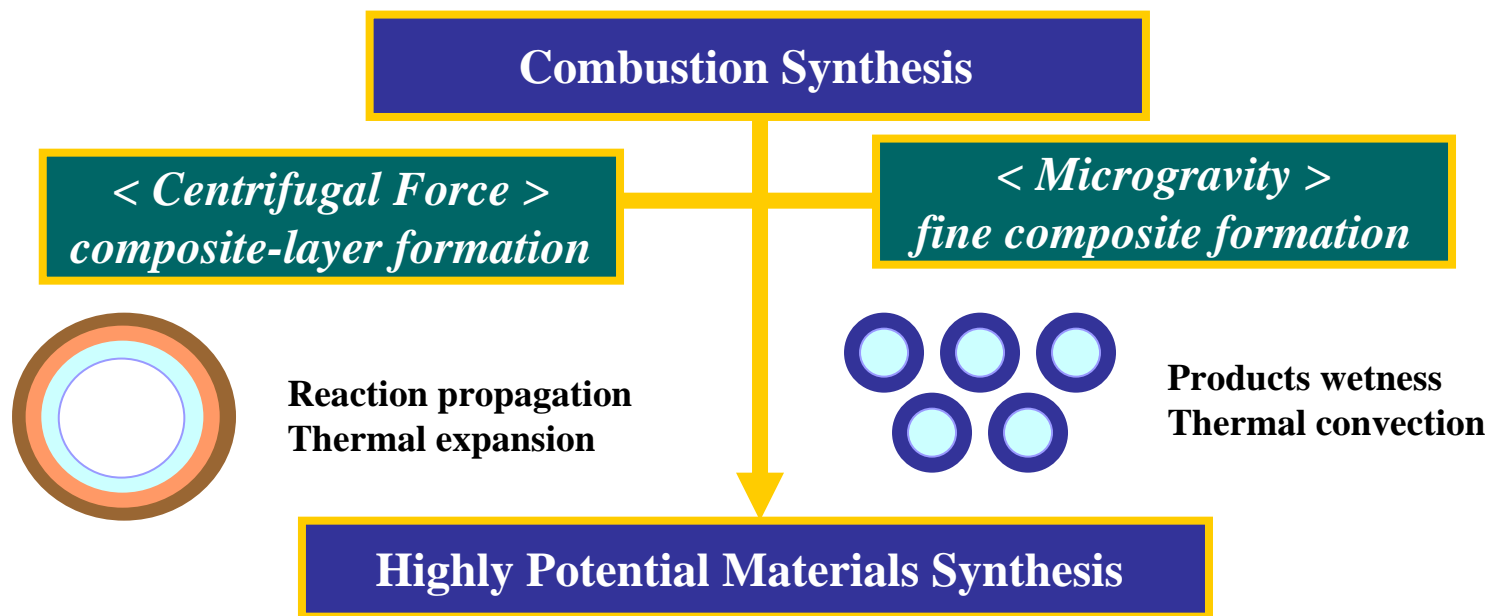 Combustion Synthesis
< Centrifugal Force >
composite-layer formation
< Microgravity >
fine composite formation
Reaction propagation
Thermal expansion
Products wetness
Thermal convection
Highly Potential Materials Synthesis